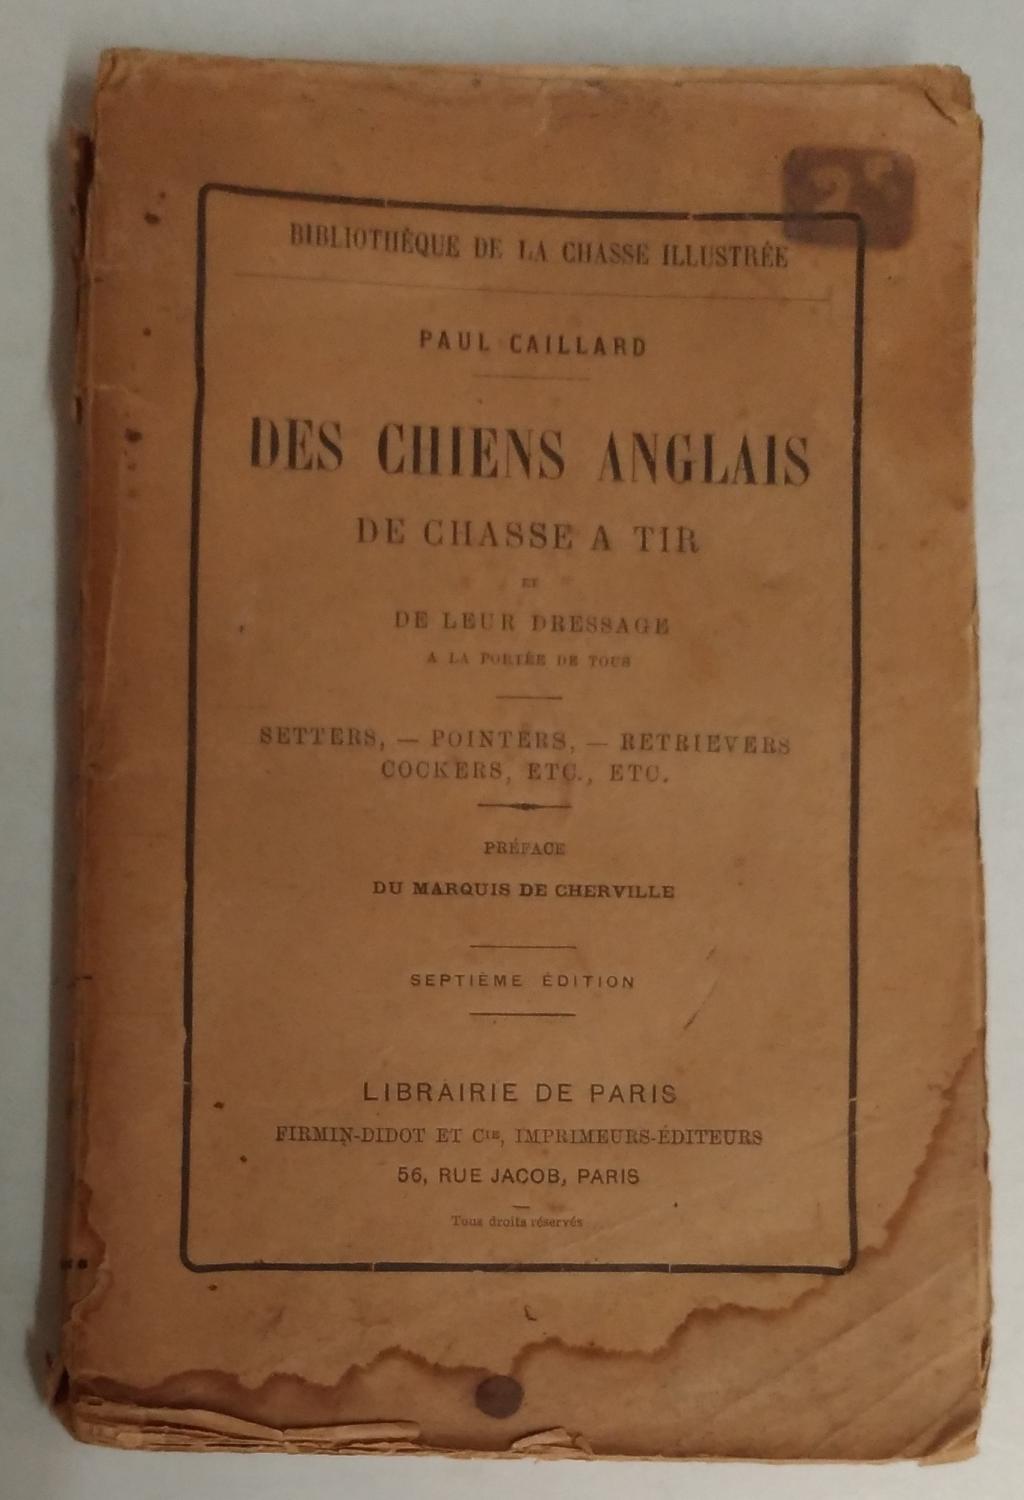 BIBLIOTHÈQUE DE LA CHASSE ILLUSTRÉE
PAUL CAILLARD
DES CHIENS ANGLAIS
DE CHASSE A TIR
ET
DE LEUR DRESSAGE
A LA PORTÉE DE TOUS
SETTERS, — POINTERS, — RETRIEVERS
COCKERS, ETC., ETC.
PRÉFACE
DU MARQUIS DE CHERVILLE
SEPTIÈME ÉDITION
LIBRAIRIE DE PARIS
FIRMIN-DIDOT ET Cⁱᴱ, IMPRIMEURS-ÉDITEURS
56, RUE JACOB, PARIS
Tous droits réservés